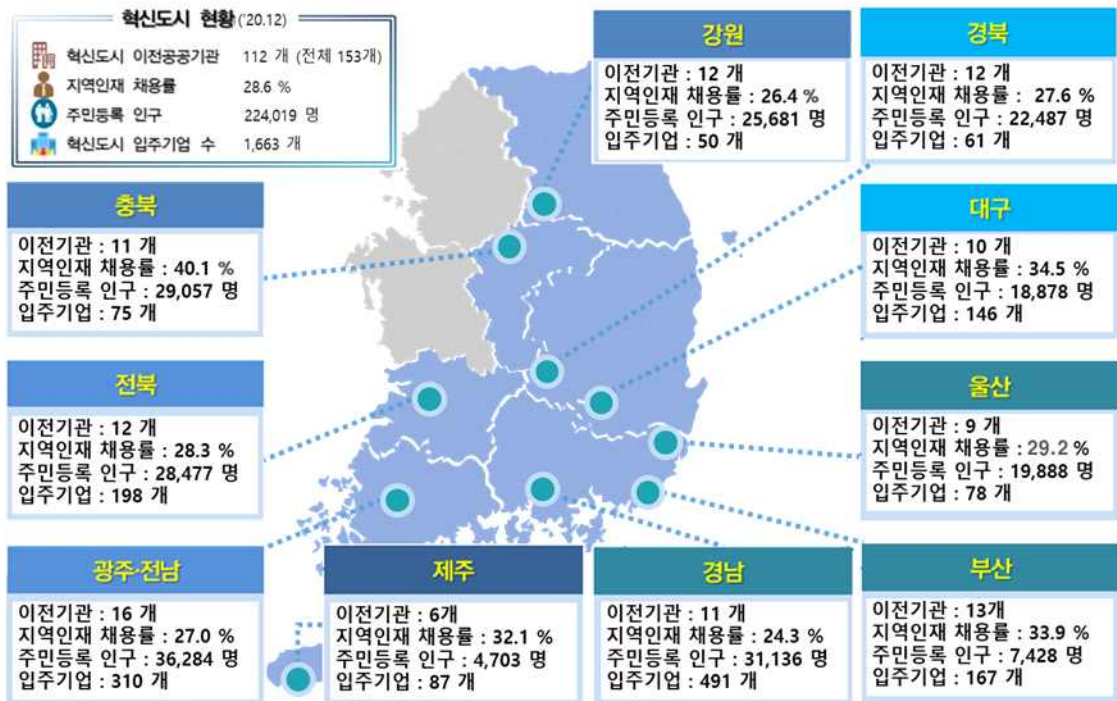 혁신도시 현황('20.12)
혁신도시 이전공공기관 112 개 (전체 153개)
지역인재 채용률 28.6 %
주민등록 인구 224,019 명
혁신도시 입주기업 수 1,663 개
강원
이전기관 : 12 개
지역인재 채용률 : 26.4 %
주민등록 인구 : 25,681 명
입주기업 : 50 개
경북
이전기관 : 12 개
지역인재 채용률 : 27.6 %
주민등록 인구 : 22,487 명
입주기업 : 61 개
충북
이전기관 : 11 개
지역인재 채용률 : 40.1 %
주민등록 인구 : 29,057 명
입주기업 : 75 개
대구
이전기관 : 10 개
지역인재 채용률 : 34.5 %
주민등록 인구 : 18,878 명
입주기업 : 146 개
전북
이전기관 : 12 개
지역인재 채용률 : 28.3 %
주민등록 인구 : 28,477 명
입주기업 : 198 개
울산
이전기관 : 9 개
지역인재 채용률 : 29.2 %
주민등록 인구 : 19,888 명
입주기업 : 78 개
광주·전남
이전기관 : 16 개
지역인재 채용률 : 27.0 %
주민등록 인구 : 36,284 명
입주기업 : 310 개
제주
이전기관 : 6개
지역인재 채용률 : 32.1 %
주민등록 인구 : 4,703 명
입주기업 : 87 개
경남
이전기관 : 11 개
지역인재 채용률 : 24.3 %
주민등록 인구 : 31,136 명
입주기업 : 491 개
부산
이전기관 : 13개
지역인재 채용률 : 33.9 %
주민등록 인구 : 7,428 명
입주기업 : 167 개